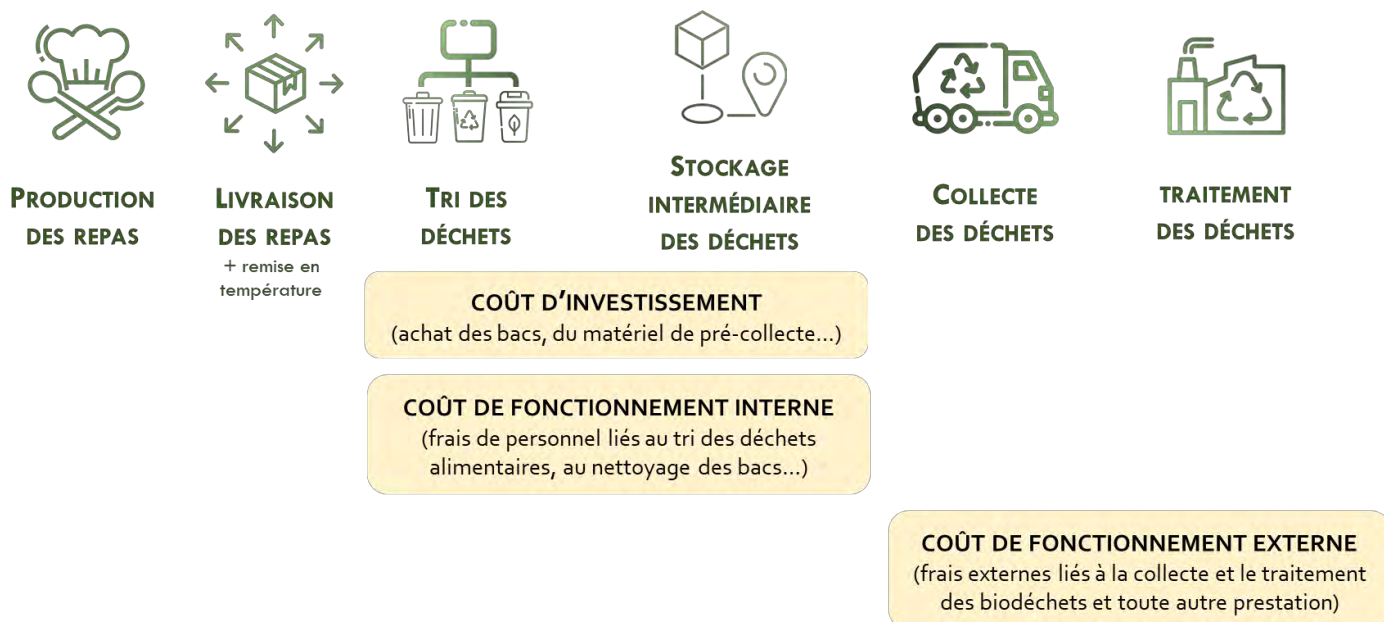 PRODUCTION
DES REPAS
LIVRAISON
DES REPAS
+ remise en
température
TRI DES
DÉCHETS
STOCKAGE
INTERMÉDIAIRE
DES DÉCHETS
COLLECTE
DES DÉCHETS
TRAITEMENT
DES DÉCHETS
COÛT D'INVESTISSEMENT
(achat des bacs, du matériel de pré-collecte...)
COÛT DE FONCTIONNEMENT INTERNE
(frais de personnel liés au tri des déchets
alimentaires, au nettoyage des bacs...)
COÛT DE FONCTIONNEMENT EXTERNE
(frais externes liés à la collecte et le traitement
des biodéchets et toute autre prestation)